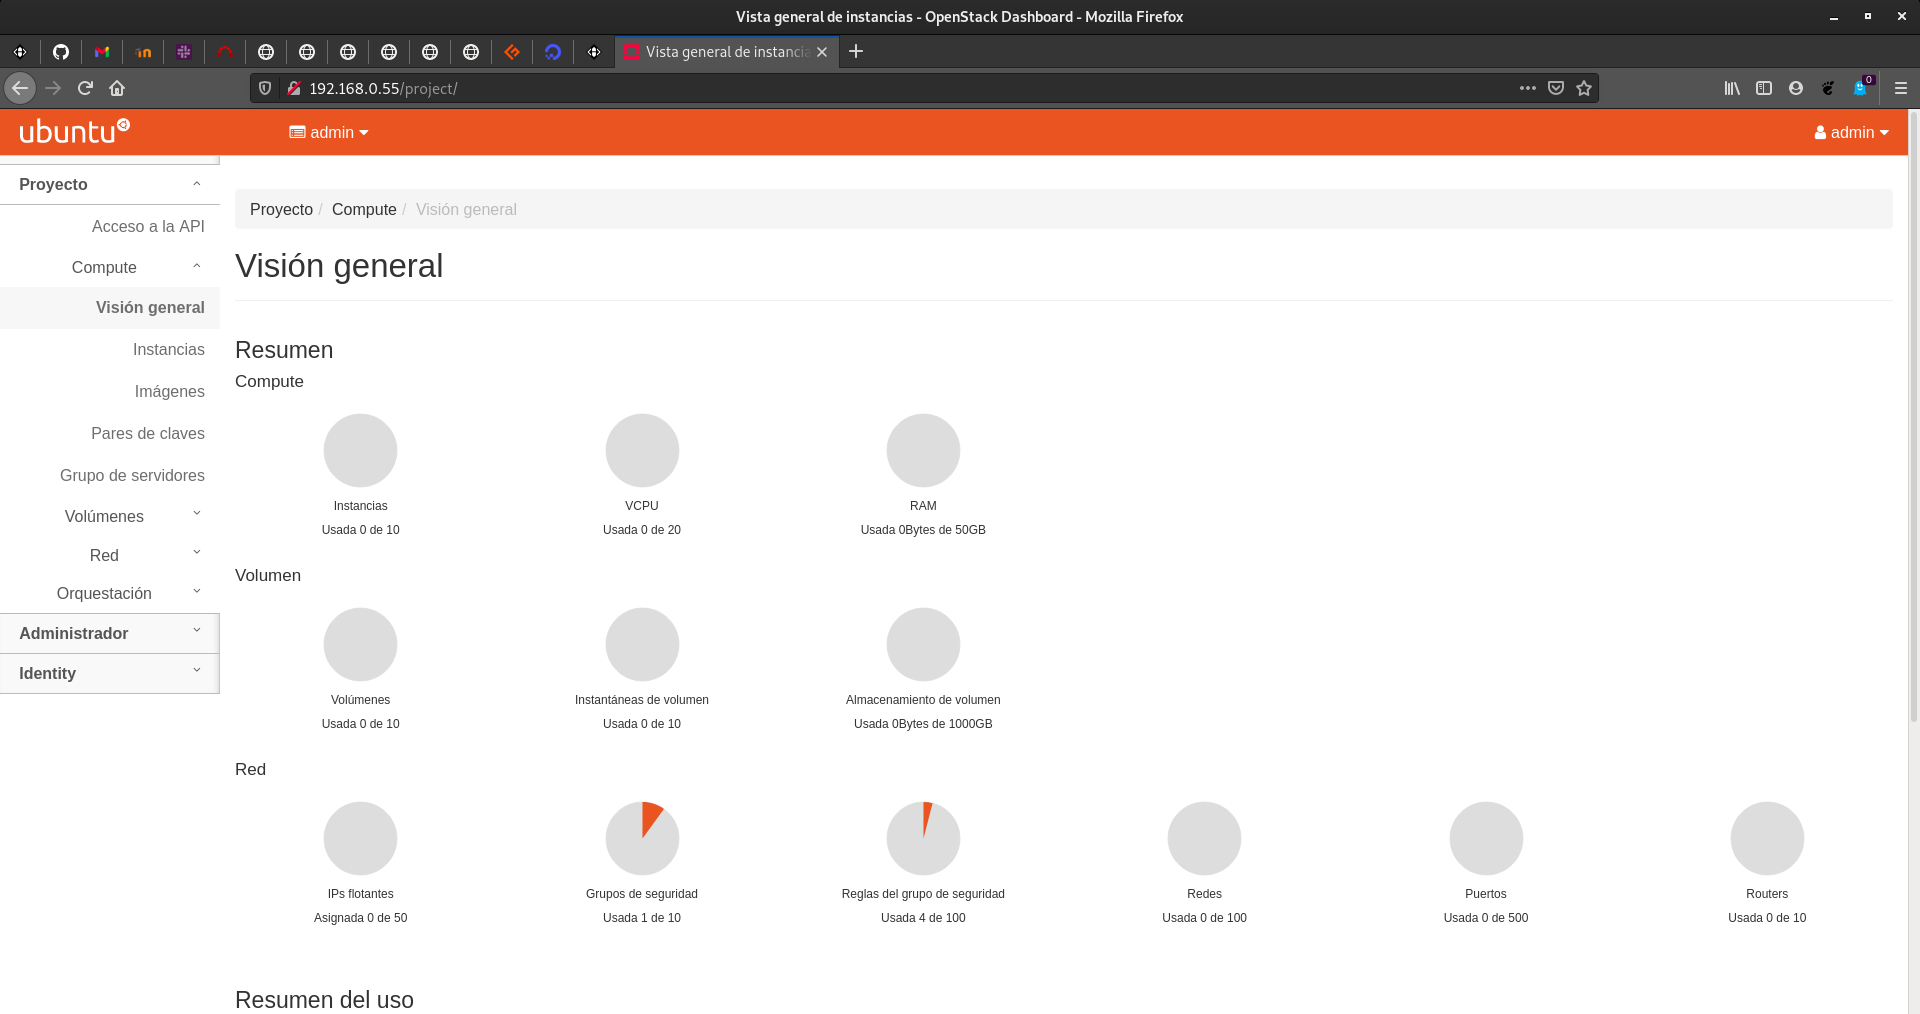 Vista general de instancias - OpenStack Dashboard - Mozilla Firefox
Vista general de instancia
192.168.0.55/project/
0
ubuntu
admin
admin
Proyecto
Acceso a la API
Compute
Visión general
Instancias
Imágenes
Pares de claves
Grupo de servidores
Volúmenes
Red
Orquestación
Administrador
Identity
Proyecto / Compute / Visión general
Visión general
Resumen
Compute
Instancias
Usada 0 de 10
VCPU
Usada 0 de 20
RAM
Usada 0Bytes de 50GB
Volumen
Volúmenes
Usada 0 de 10
Instantáneas de volumen
Usada 0 de 10
Almacenamiento de volumen
Usada 0Bytes de 1000GB
Red
IPs flotantes
Asignada 0 de 50
Grupos de seguridad
Usada 1 de 10
Reglas del grupo de seguridad
Usada 4 de 100
Redes
Usada 0 de 100
Puertos
Usada 0 de 500
Routers
Usada 0 de 10
Resumen del uso